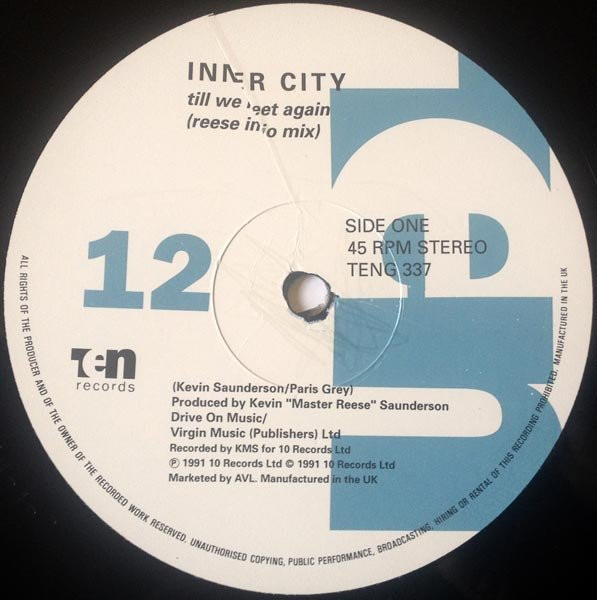 INNER CITY
till we meet again
(reese intro mix)
SIDE ONE
45 RPM STEREO
TENG 337
12
Ten
records
(Kevin Saunderson/Paris Grey)
Produced by Kevin "Master Reese" Saunderson
Drive On Music/
Virgin Music (Publishers) Ltd
Recorded by KMS for 10 Records Ltd
℗ 1991 10 Records Ltd © 1991 10 Records Ltd
Marketed by AVL. Manufactured in the UK
ALL RIGHTS OF THE PRODUCER AND OF THE OWNER OF THE RECORDED WORK RESERVED, UNAUTHORISED COPYING, PUBLIC PERFORMANCE, BROADCASTING, HIRING OR RENTAL OF THIS RECORDING PROHIBITED. MANUFACTURED IN THE UK